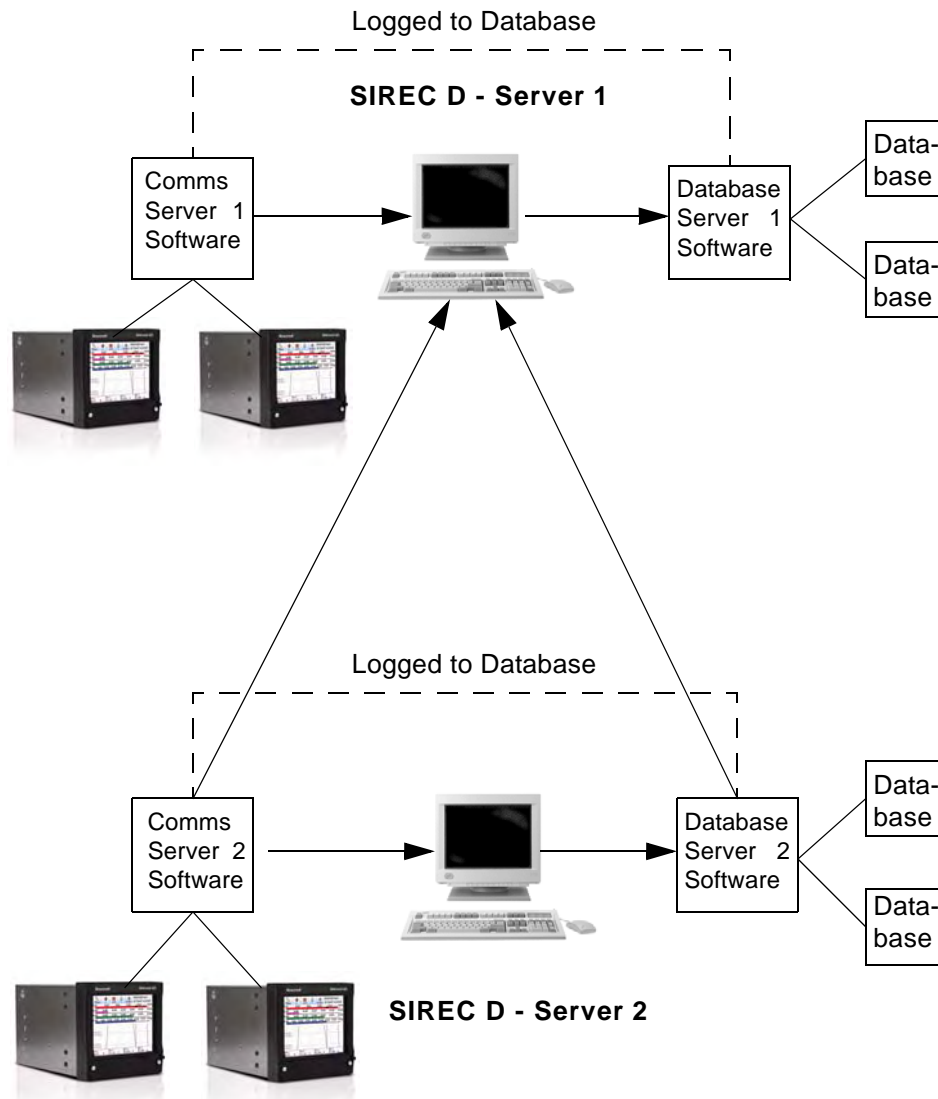 Logged to Database
SIREC D - Server 1
Comms
Server 1
Software
Database
Server 1
Software
Data-
base
Data-
base
Logged to Database
Comms
Server 2
Software
Database
Server 2
Software
Data-
base
Data-
base
SIREC D - Server 2